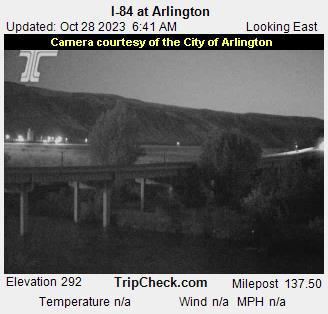 I-84 at Arlington
Updated: Oct 28 2023 6:41 AM Looking East
Camera courtesy of the City of Arlington
Elevation 292 TripCheck.com Milepost 137.50
Temperature n/a Wind n/a MPH n/a